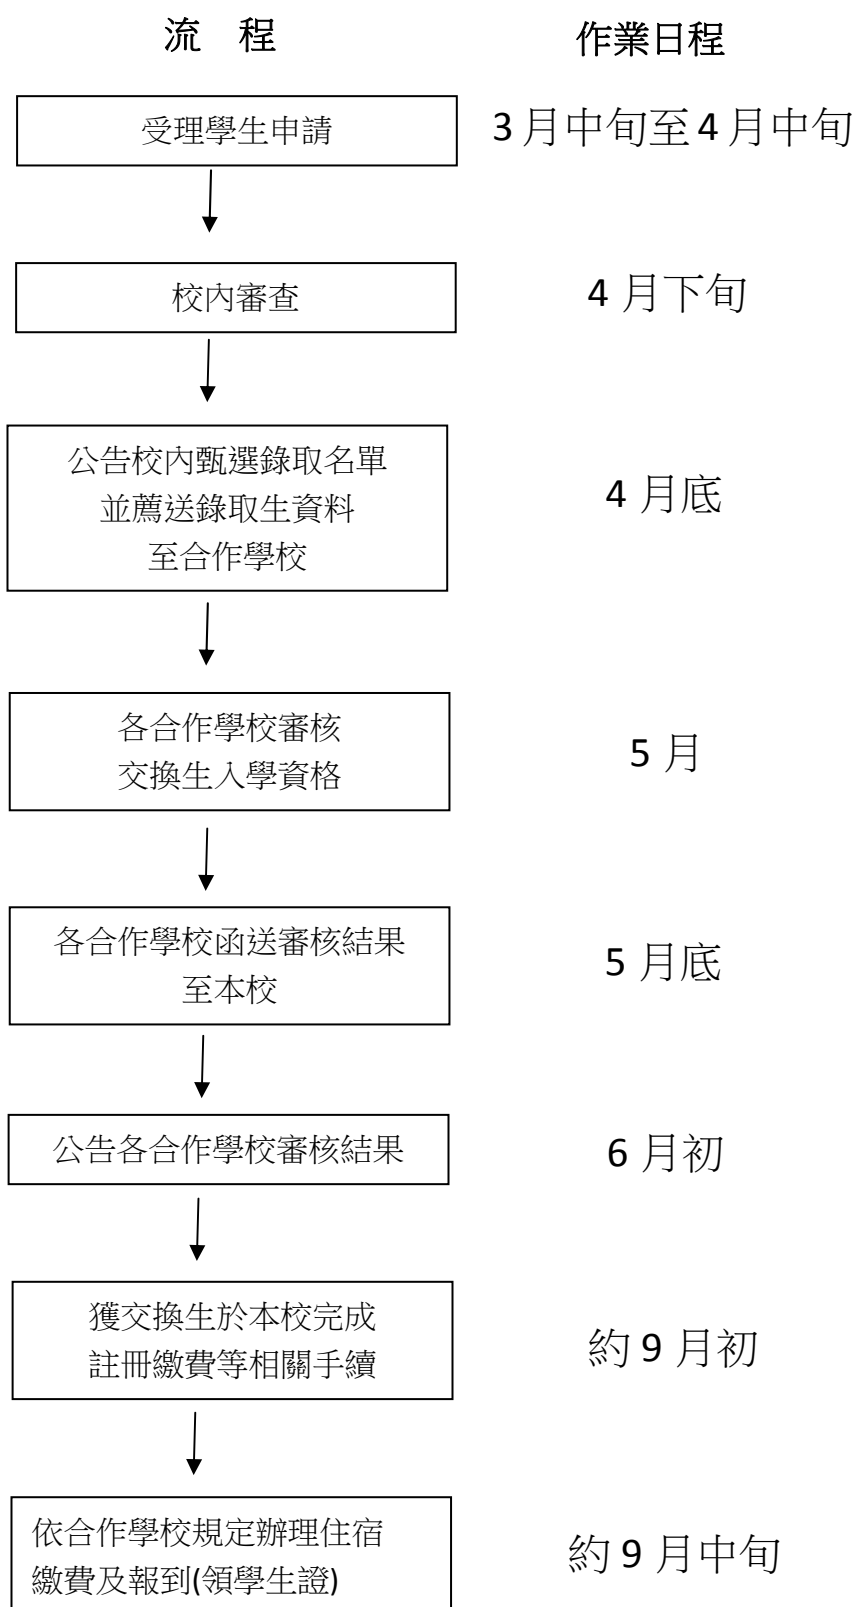 流 程
作業日程
受理學生申請
3月中旬至4月中旬
校內審查
4 月下旬
公告校內甄選錄取名單
並薦送錄取生資料
至合作學校
4 月底
各合作學校審核
交換生入學資格
5 月
各合作學校函送審核結果
至本校
5 月底
公告各合作學校審核結果
6 月初
獲交換生於本校完成
註冊繳費等相關手續
約 9 月初
依合作學校規定辦理住宿
繳費及報到(領學生證)
約 9 月中旬